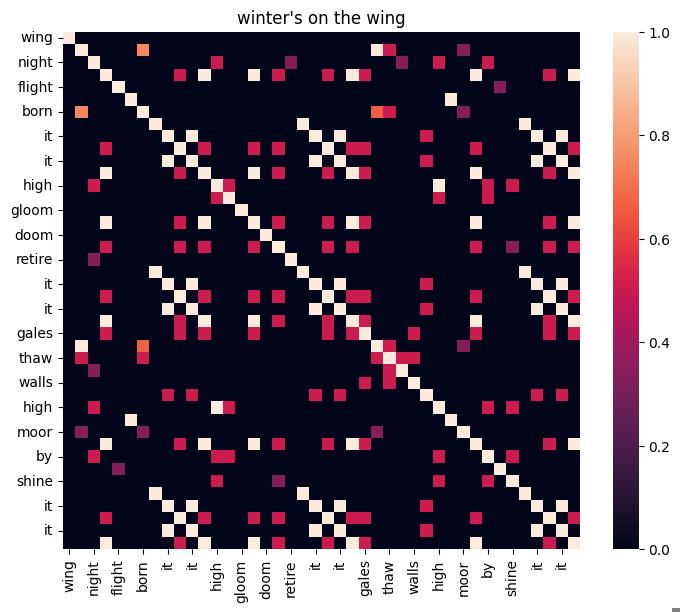 winter's on the wing
wing
night
flight
born
it
it
high
gloom
doom
retire
it
it
gales
thaw
walls
high
moor
by
shine
it
it
wing
night
flight
born
it
it
high
gloom
doom
retire
it
it
gales
thaw
walls
high
moor
by
shine
it
it
1.0
0.8
0.6
0.4
0.2
0.0